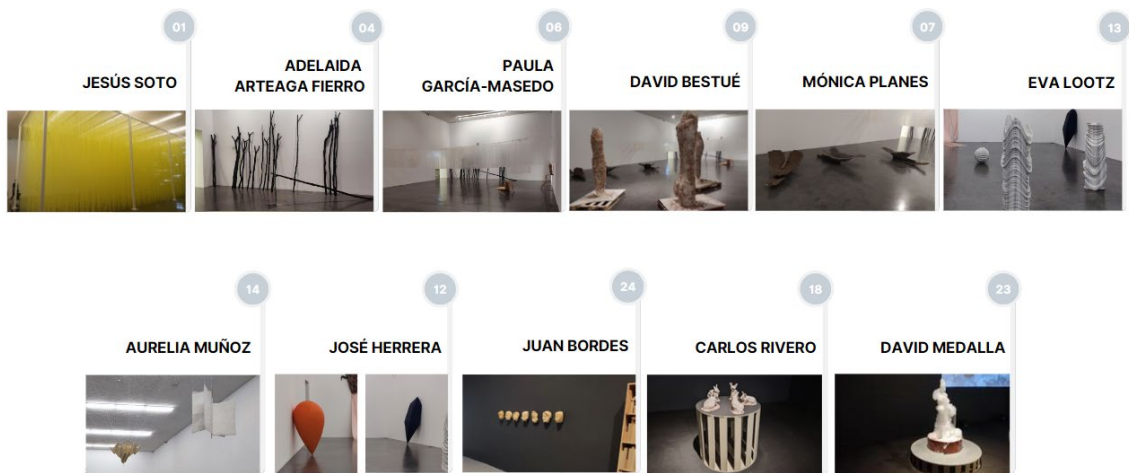 01
JESÚS SOTO
04
ADELAIDA
ARTEAGA FIERRO
06
PAULA
GARCÍA-MASEDO
09
DAVID BESTUÉ
07
MÓNICA PLANES
13
EVA LOOTZ
14
AURELIA MUÑOZ
12
JOSÉ HERRERA
24
JUAN BORDES
18
CARLOS RIVERO
23
DAVID MEDALLA